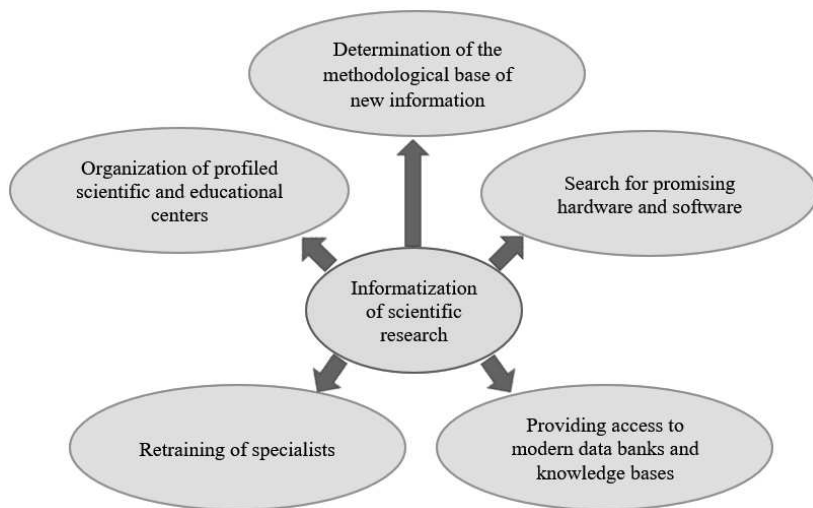 Determination of the
methodological base of
new information
Organization of profiled
scientific and educational
centers
Search for promising
hardware and software
Informatization
of scientific
research
Retraining of specialists
Providing access to
modern data banks and
knowledge bases